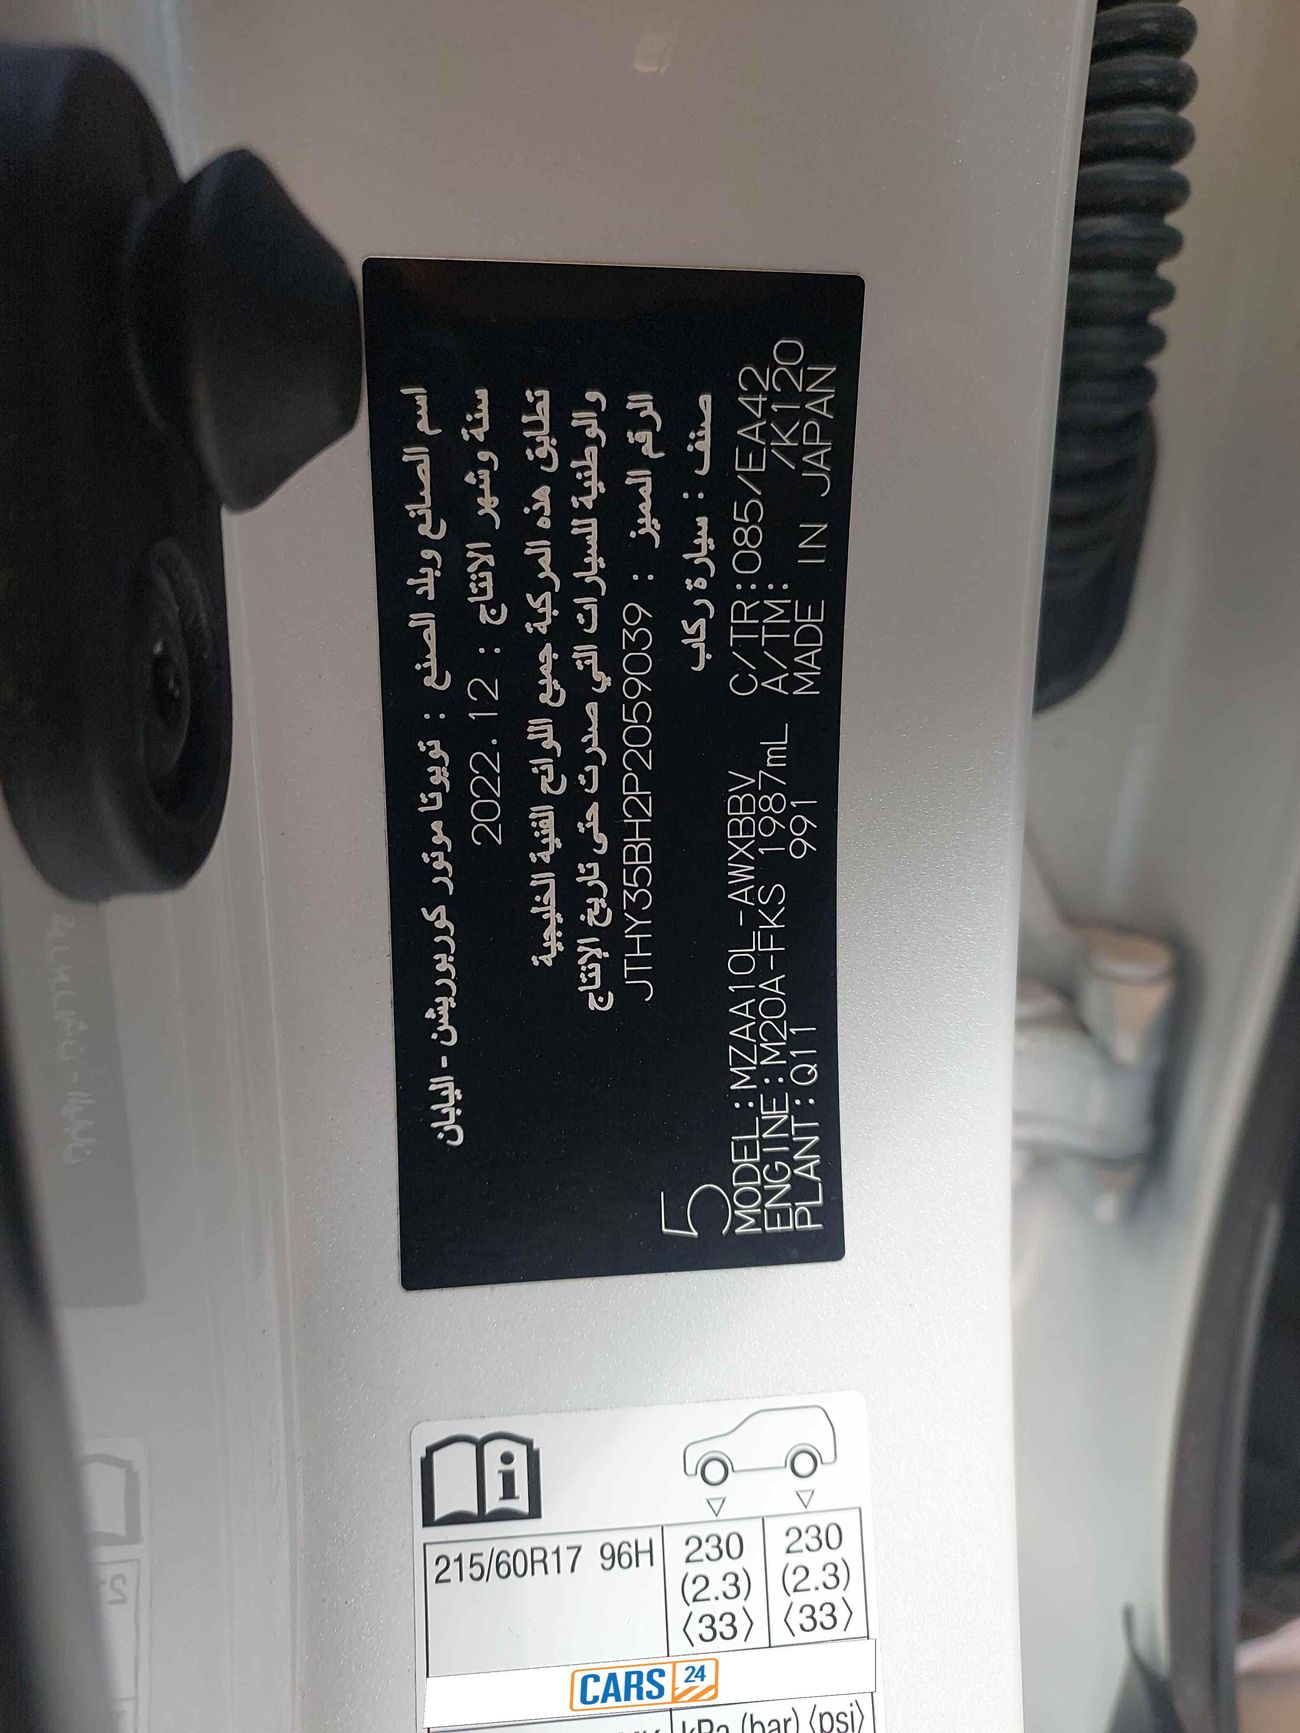 اسم الصانع وبلد الصنع : تويوتا موتور كوربوريشن - اليابان
سنة وشهر الانتاج : 2022.12
تطابق هذه المركبة جميع اللوائح الفنية الخليجية
والوطنية للسيارات التي صدرت حتى تاريخ الإنتاج
الرقم المميز : JTHY35BH2P2059039
صنف : سيارة ركاب
5
MODEL:MZAA10L-AWXBBV C/TR:085/EA42
ENGINE:M20A-FKS 1987mL A/TM: /K120
PLANT:Q11 991 MADE IN JAPAN
215/60R17 96H 230 230
(2.3) (2.3)
⟨33⟩ ⟨33⟩
CARS24
kPa (bar) ⟨psi⟩